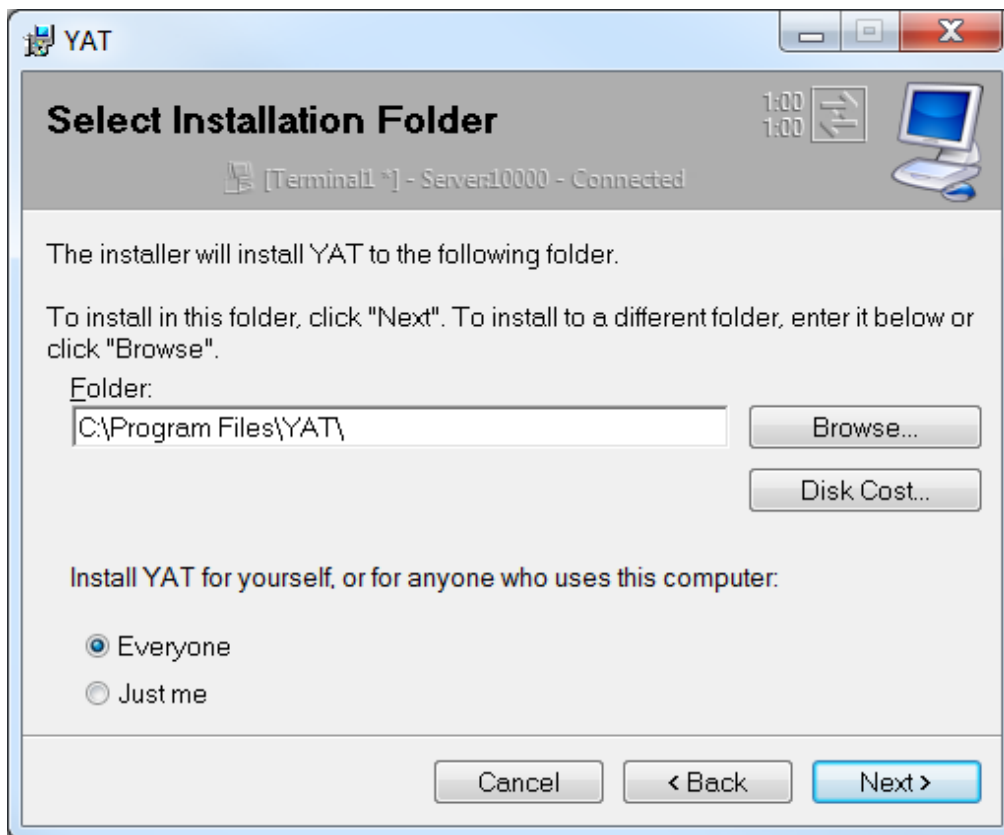 YAT
Select Installation Folder
1:00
1:00
[Terminal1 *] - Server:10000 - Connected
The installer will install YAT to the following folder.
To install in this folder, click "Next". To install to a different folder, enter it below or
click "Browse".
Folder:
C:\Program Files\YAT\
Browse...
Disk Cost...
Install YAT for yourself, or for anyone who uses this computer:
Everyone
Just me
Cancel
< Back
Next >